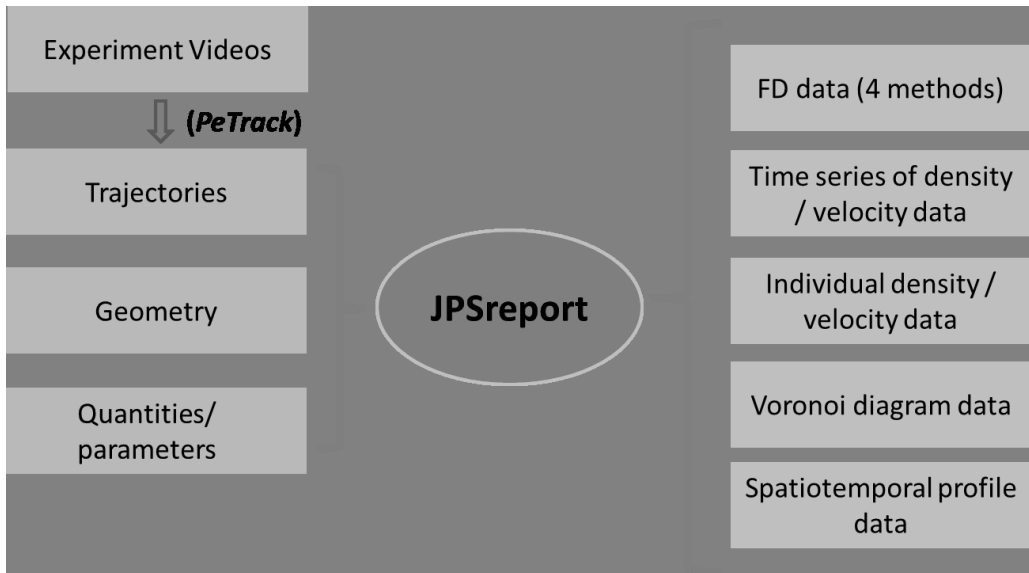 Experiment Videos
(PeTrack)
Trajectories
Geometry
Quantities/
parameters
JPSreport
FD data (4 methods)
Time series of density
/ velocity data
Individual density /
velocity data
Voronoi diagram data
Spatiotemporal profile
data